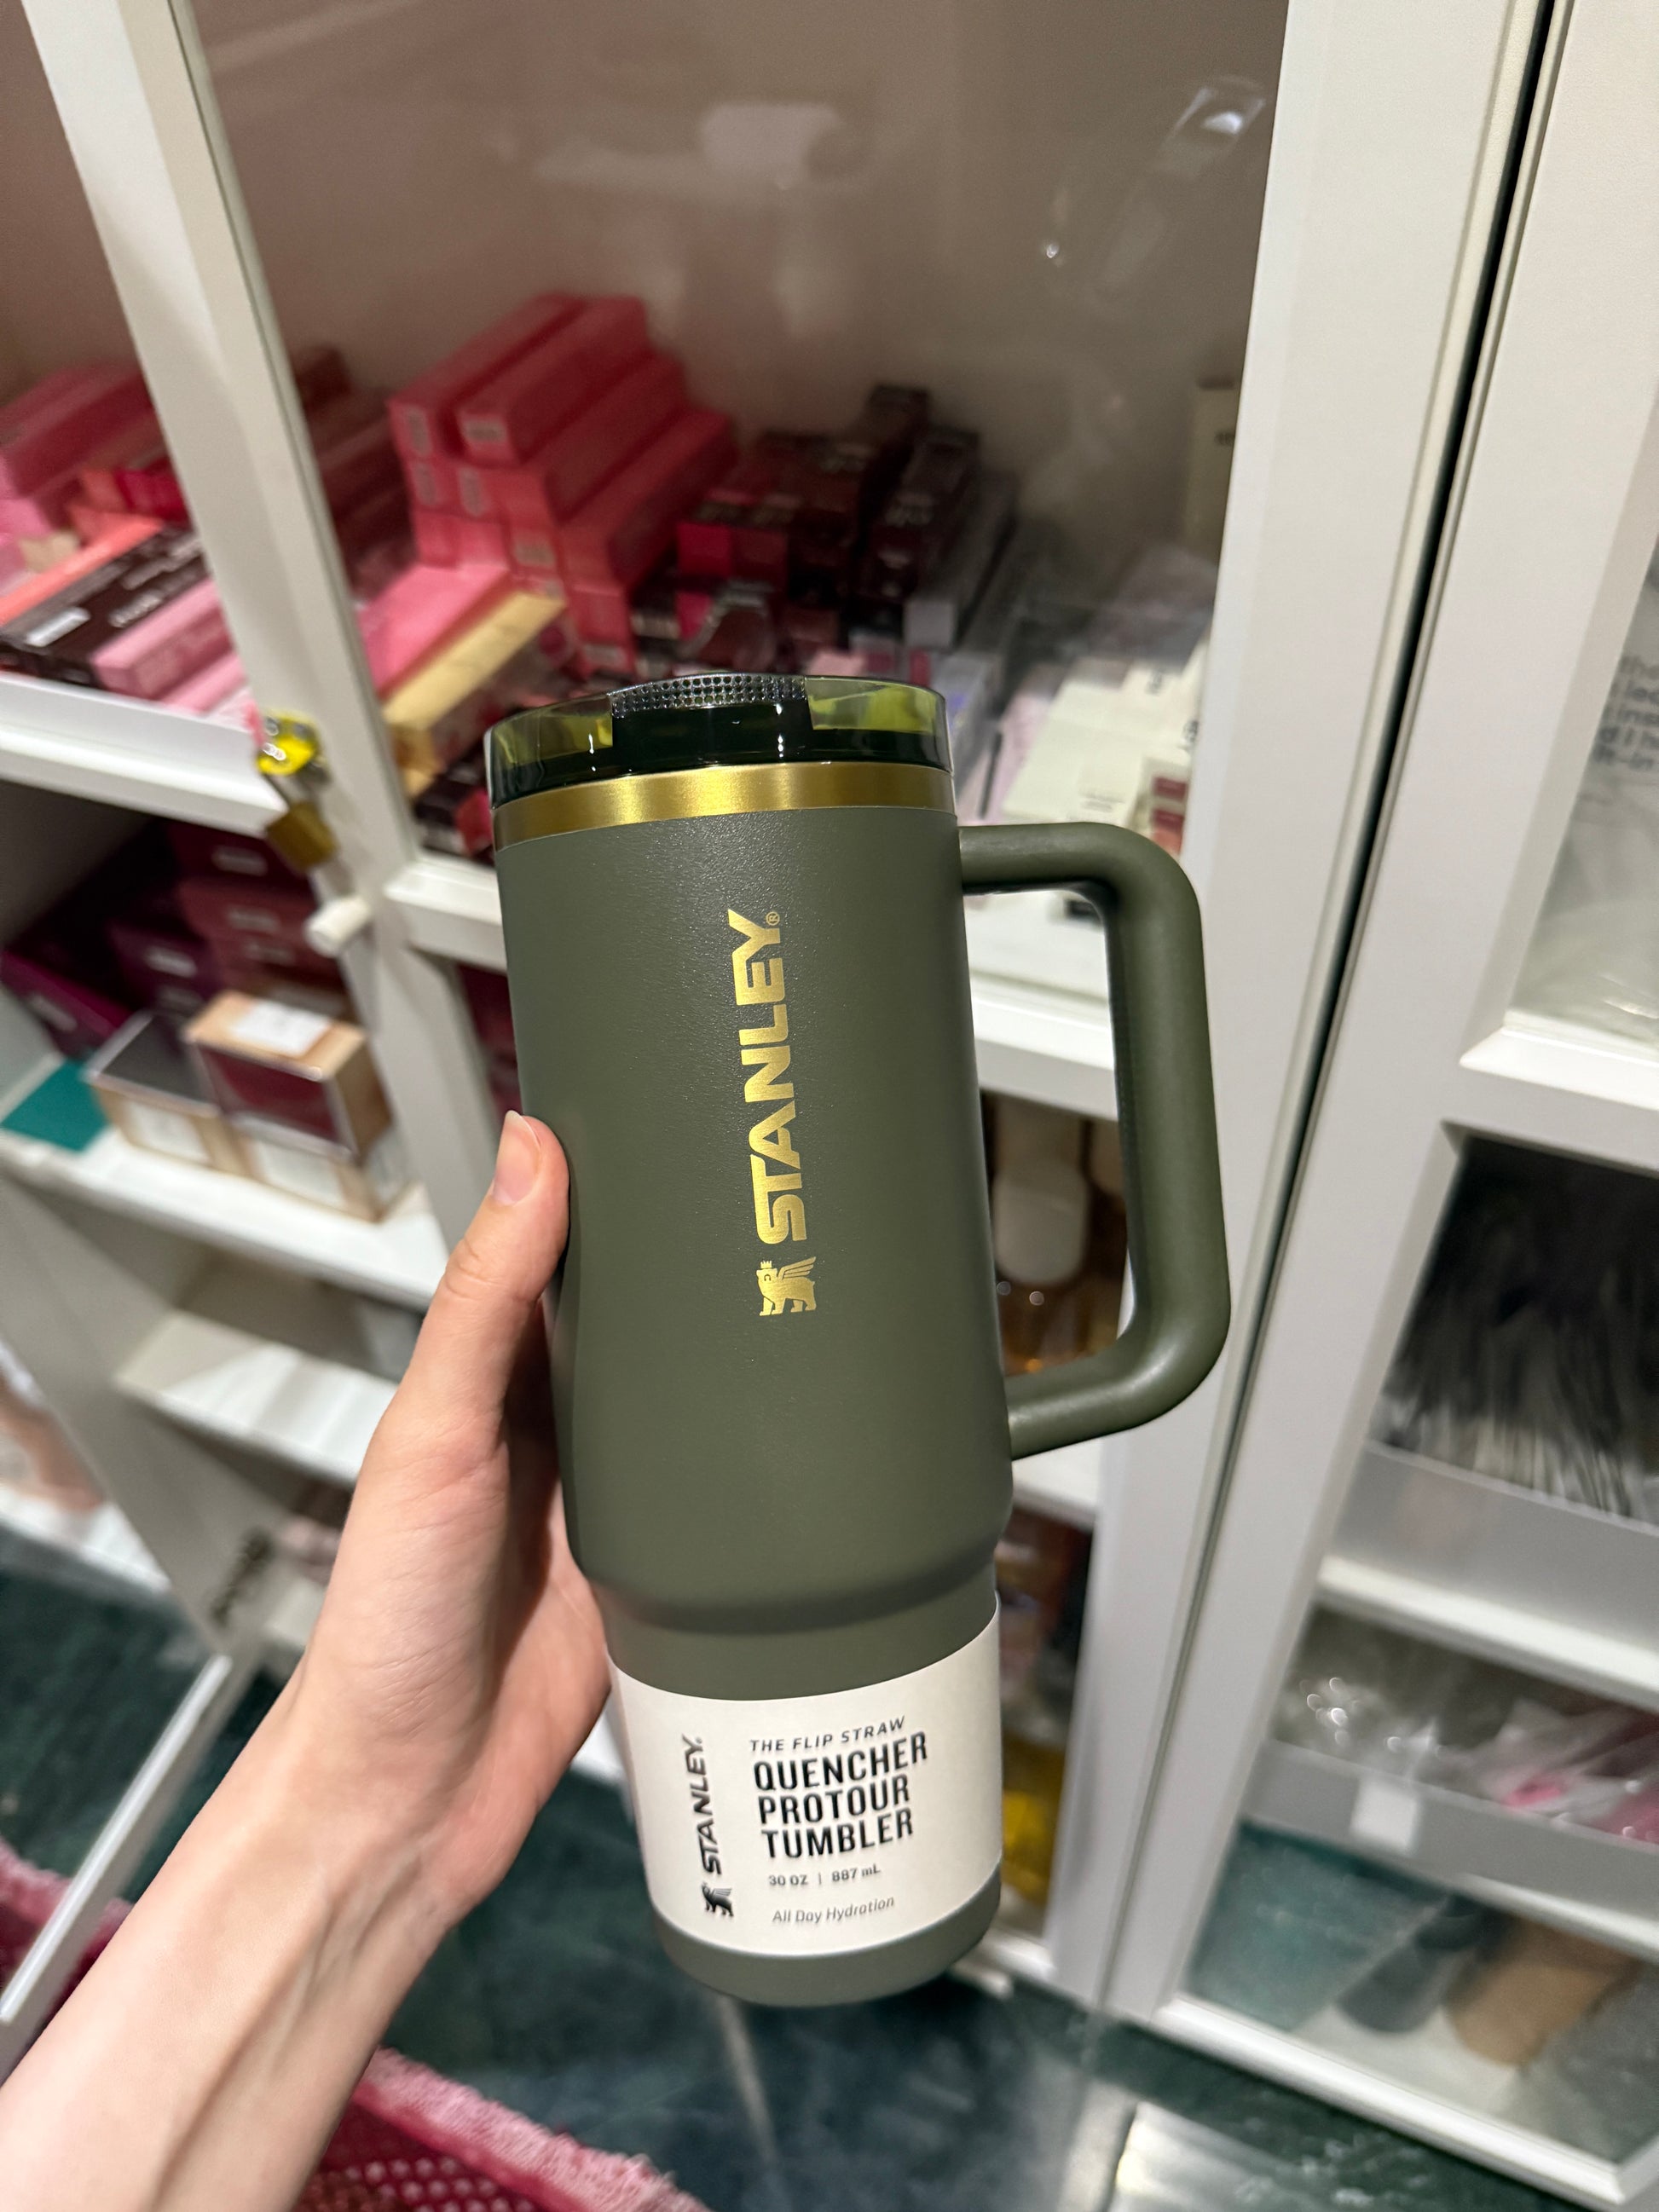 STANLEY®
STANLEY
THE FLIP STRAW
QUENCHER
PROTOUR
TUMBLER
30 OZ | 887 mL
All Day Hydration